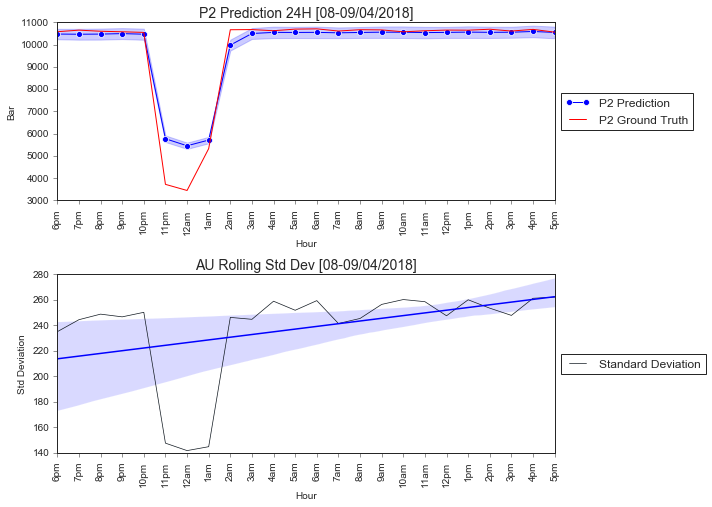 P2 Prediction 24H [08-09/04/2018]
11000
10000
9000
8000
7000
6000
5000
4000
3000
Bar
6pm 7pm 8pm 9pm 10pm 11pm 12am 1am 2am 3am 4am 5am 6am 7am 8am 9am 10am 11am 12pm 1pm 2pm 3pm 4pm 5pm
Hour
P2 Prediction
P2 Ground Truth
AU Rolling Std Dev [08-09/04/2018]
280
260
240
220
200
180
160
140
Std Deviation
6pm 7pm 8pm 9pm 10pm 11pm 12am 1am 2am 3am 4am 5am 6am 7am 8am 9am 10am 11am 12pm 1pm 2pm 3pm 4pm 5pm
Hour
Standard Deviation